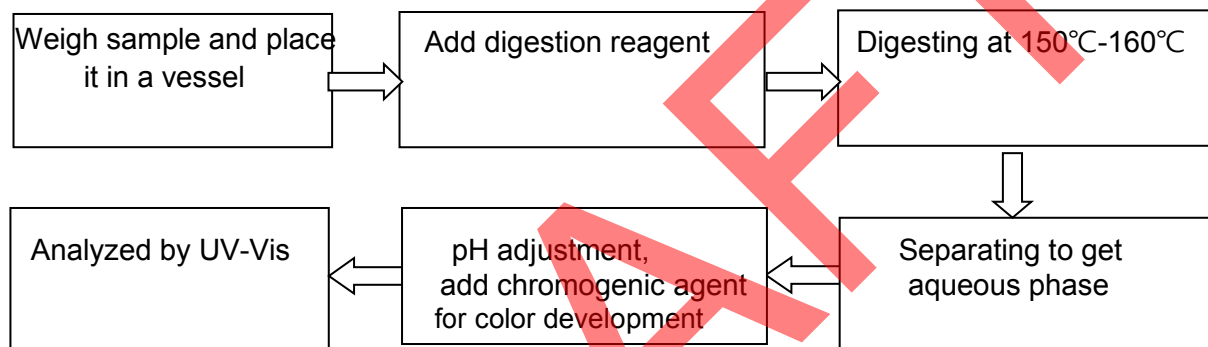 Weigh sample and place
it in a vessel
Add digestion reagent
Digesting at 150℃-160℃
Separating to get
aqueous phase
pH adjustment,
add chromogenic agent
for color development
Analyzed by UV-Vis